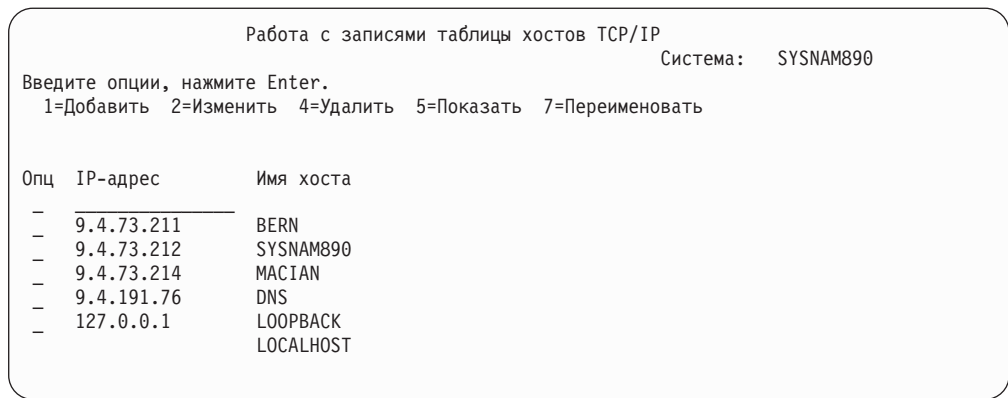 Работа с записями таблицы хостов TCP/IP
Система: SYSNAM890
Введите опции, нажмите Enter.
1=Добавить 2=Изменить 4=Удалить 5=Показать 7=Переименовать
Опц IP-адрес Имя хоста
_ _______________
_ 9.4.73.211 BERN
_ 9.4.73.212 SYSNAM890
_ 9.4.73.214 MACIAN
_ 9.4.191.76 DNS
_ 127.0.0.1 LOOPBACK
LOCALHOST